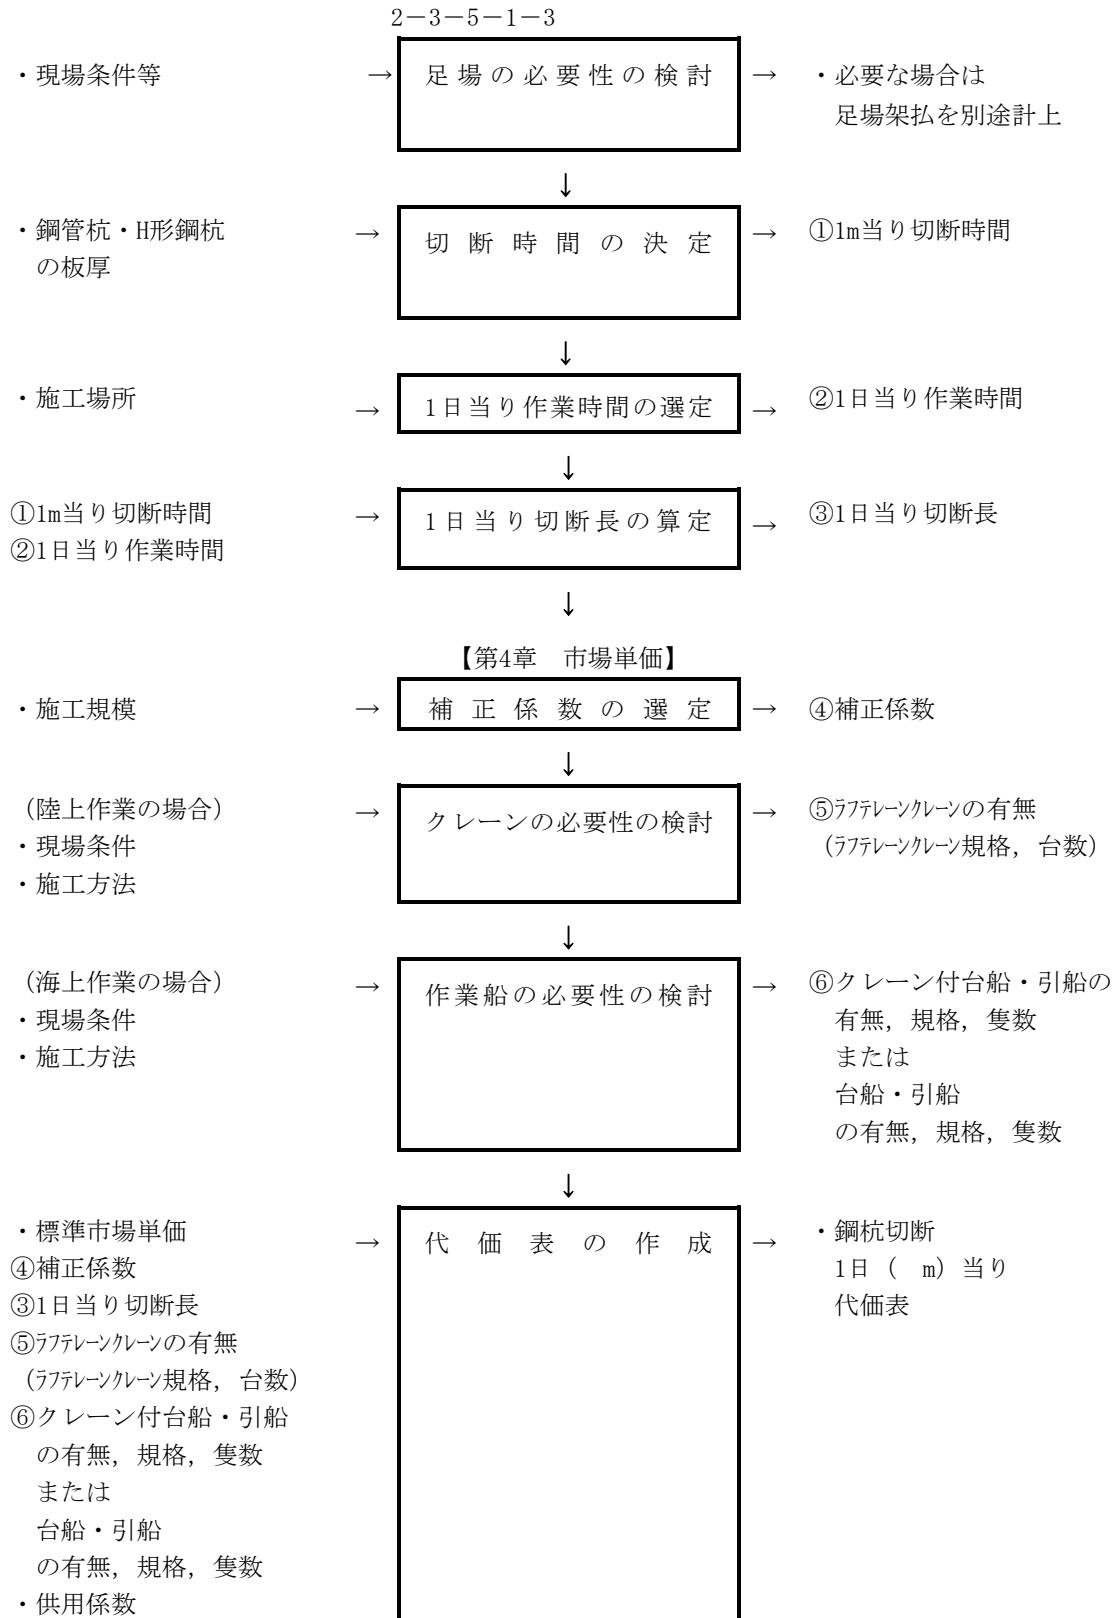 2-3-5-1-3
・現場条件等 → 足場の必要性の検討 → ・必要な場合は
足場架払を別途計上
↓
・鋼管杭・H形鋼杭 → 切断時間の決定 → ①1m当り切断時間
の板厚
↓
・施工場所 → 1日当り作業時間の選定 → ②1日当り作業時間
↓
①1m当り切断時間 → 1日当り切断長の算定 → ③1日当り切断長
②1日当り作業時間
↓
【第4章 市場単価】
・施工規模 → 補正係数の選定 → ④補正係数
↓
(陸上作業の場合) → クレーンの必要性の検討 → ⑤ﾗﾌﾃﾚｰﾝｸﾚｰﾝの有無
・現場条件 (ﾗﾌﾃﾚｰﾝｸﾚｰﾝ規格, 台数)
・施工方法
↓
(海上作業の場合) → 作業船の必要性の検討 → ⑥クレーン付台船・引船の
・現場条件 有無, 規格, 隻数
・施工方法 または
台船・引船
の有無, 規格, 隻数
↓
・標準市場単価 → 代価表の作成 → ・鋼杭切断
④補正係数 1日 ( m) 当り
③1日当り切断長 代価表
⑤ﾗﾌﾃﾚｰﾝｸﾚｰﾝの有無
(ﾗﾌﾃﾚｰﾝｸﾚｰﾝ規格, 台数)
⑥クレーン付台船・引船
の有無, 規格, 隻数
または
台船・引船
の有無, 規格, 隻数
・供用係数